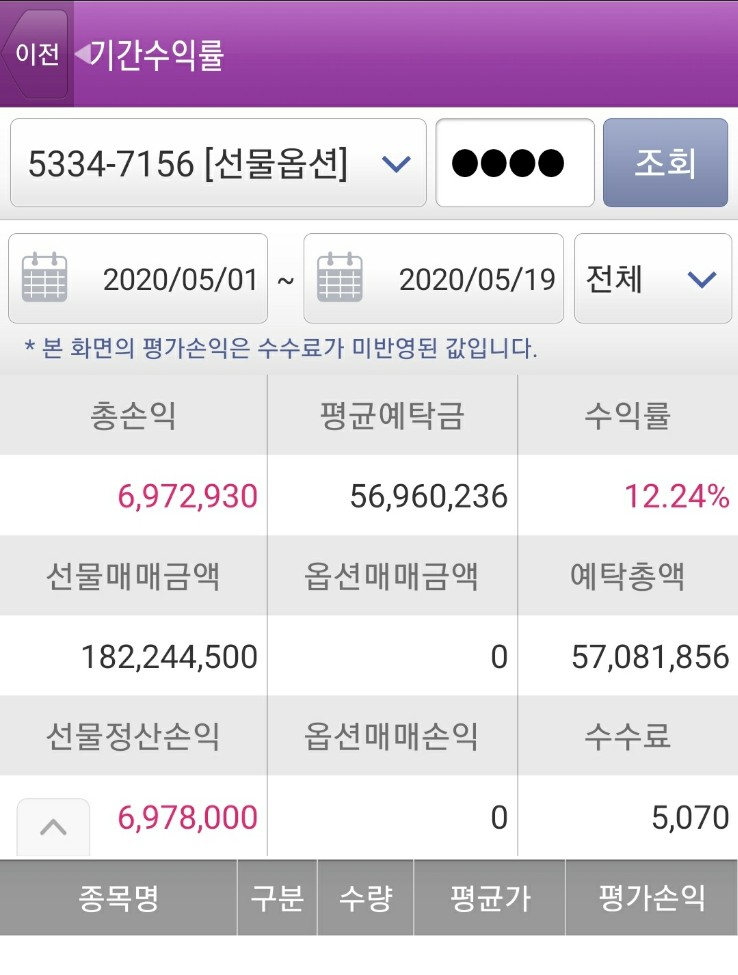 이전
기간수익률
5334-7156 [선물옵션]
●●●●
조회
2020/05/01 ~ 2020/05/19 전체
* 본 화면의 평가손익은 수수료가 미반영된 값입니다.
총손익 평균예탁금 수익률
6,972,930 56,960,236 12.24%
선물매매금액 옵션매매금액 예탁총액
182,244,500 0 57,081,856
선물정산손익 옵션매매손익 수수료
6,978,000 0 5,070
종목명 구분 수량 평균가 평가손익